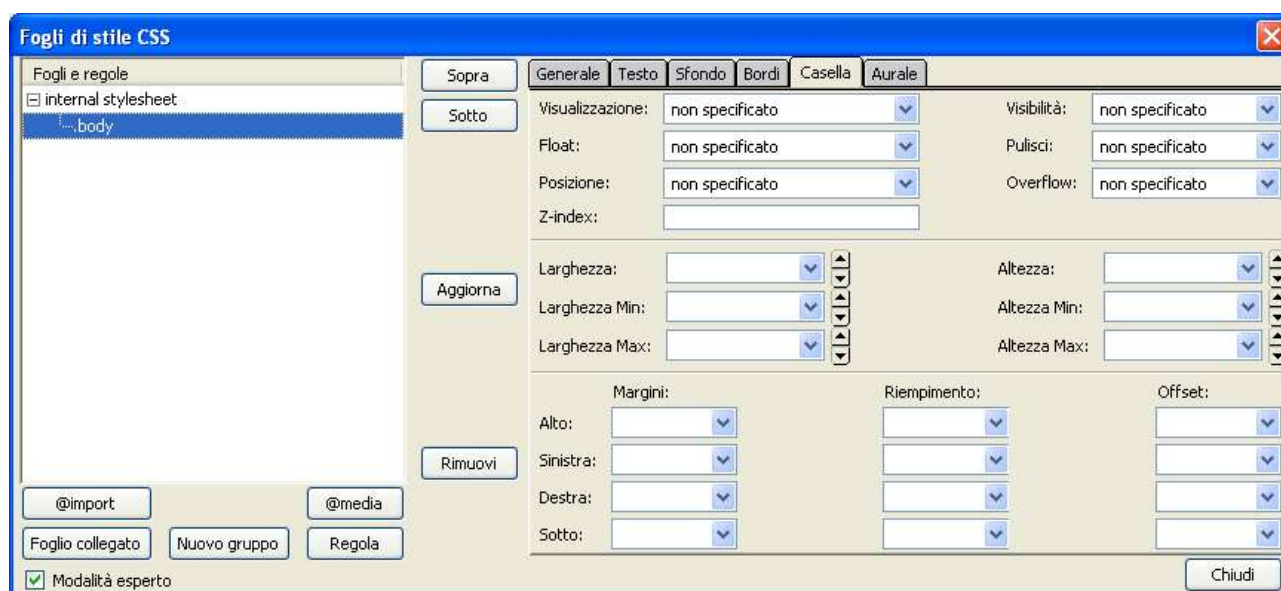 Fogli di stile CSS
Fogli e regole
internal stylesheet
.body
@import
@media
Foglio collegato
Nuovo gruppo
Regola
Modalità esperto
Sopra
Sotto
Aggiorna
Rimuovi
Generale Testo Sfondo Bordi Casella Aurale
Visualizzazione: non specificato Visibilità: non specificato
Float: non specificato Pulisci: non specificato
Posizione: non specificato Overflow: non specificato
Z-index:
Larghezza: Altezza:
Larghezza Min: Altezza Min:
Larghezza Max: Altezza Max:
Margini: Riempimento: Offset:
Alto:
Sinistra:
Destra:
Sotto:
Chiudi